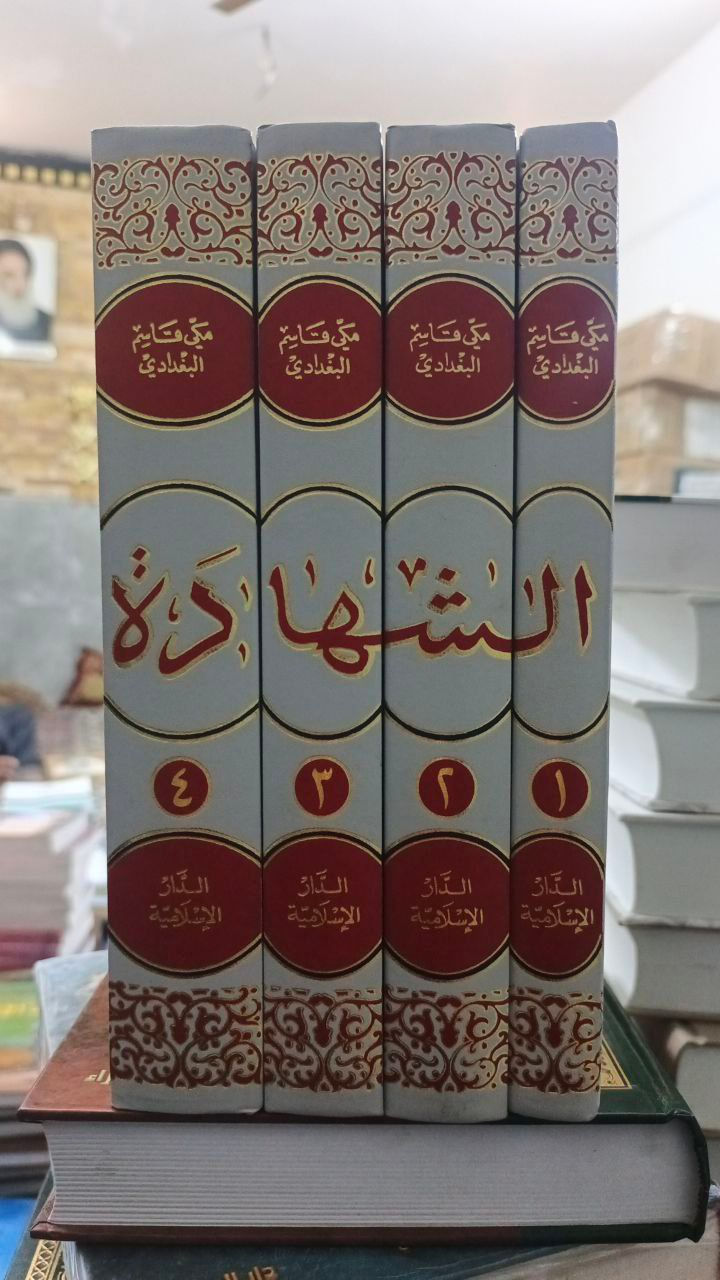 مكي قاسم
البغدادي
مكي قاسم
البغدادي
مكي قاسم
البغدادي
مكي قاسم
البغدادي
الشهادة
١
٢
٣
٤
الدار
الإسلامية
الدار
الإسلامية
الدار
الإسلامية
الدار
الإسلامية